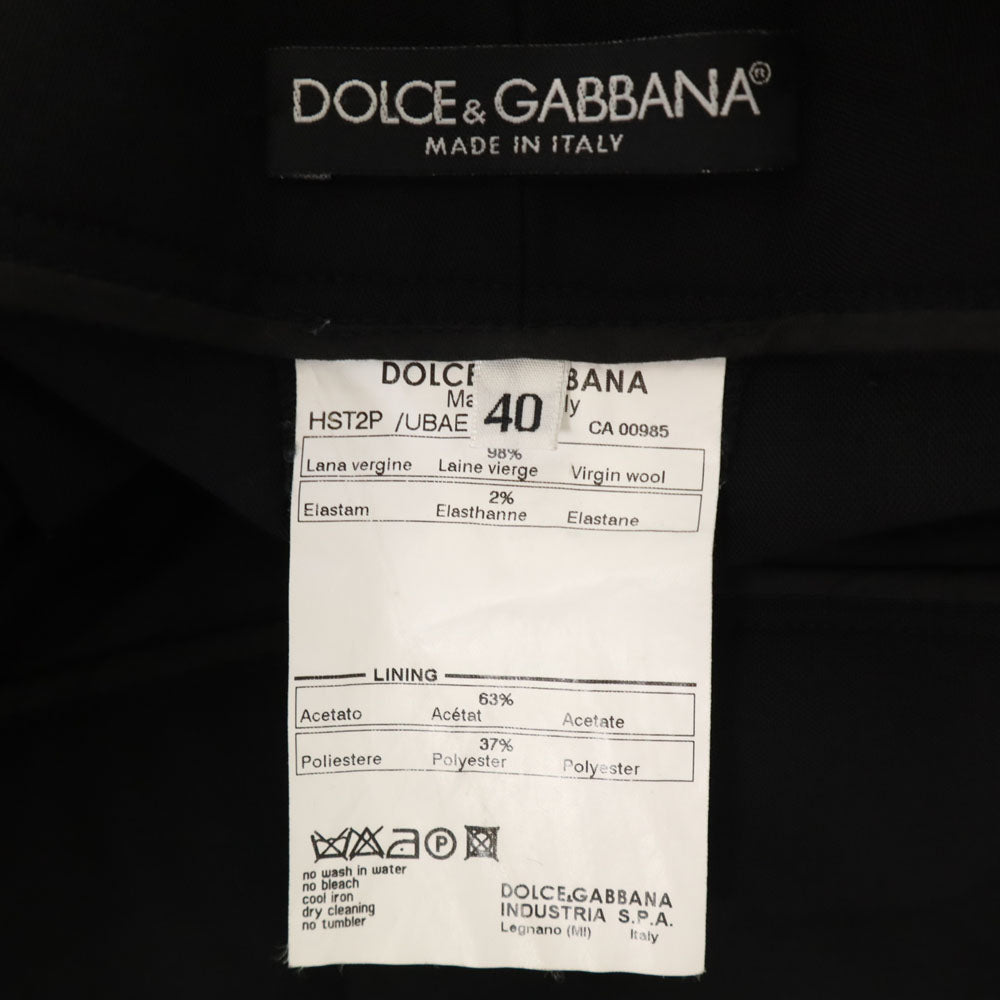 DOLCE & GABBANA®
MADE IN ITALY
DOLCE BANA
40
HST2P /UBAE CA 00985
98%
Lana vergine Laine vierge Virgin wool
2%
Elastam Elasthanne Elastane
LINING
63%
Acetato Acétat Acetate
37%
Poliestere Polyester Polyester
P
no wash in water
no bleach
cool iron
dry cleaning
no tumbler
DOLCE&GABBANA
INDUSTRIA S.P.A.
Legnano (MI) Italy